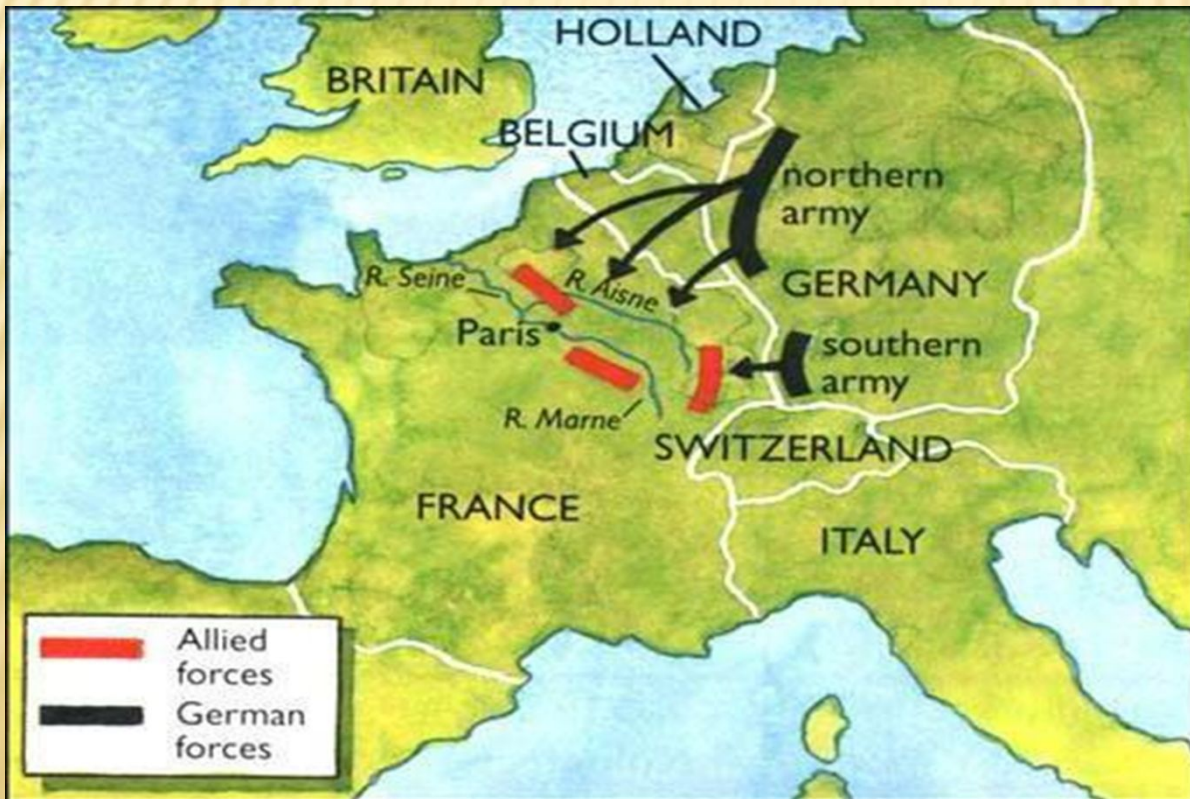 HOLLAND
BRITAIN
BELGIUM
northern
army
R. Seine
R. Aisne
GERMANY
Paris
southern
army
R. Marne
SWITZERLAND
FRANCE
ITALY
Allied
forces
German
forces